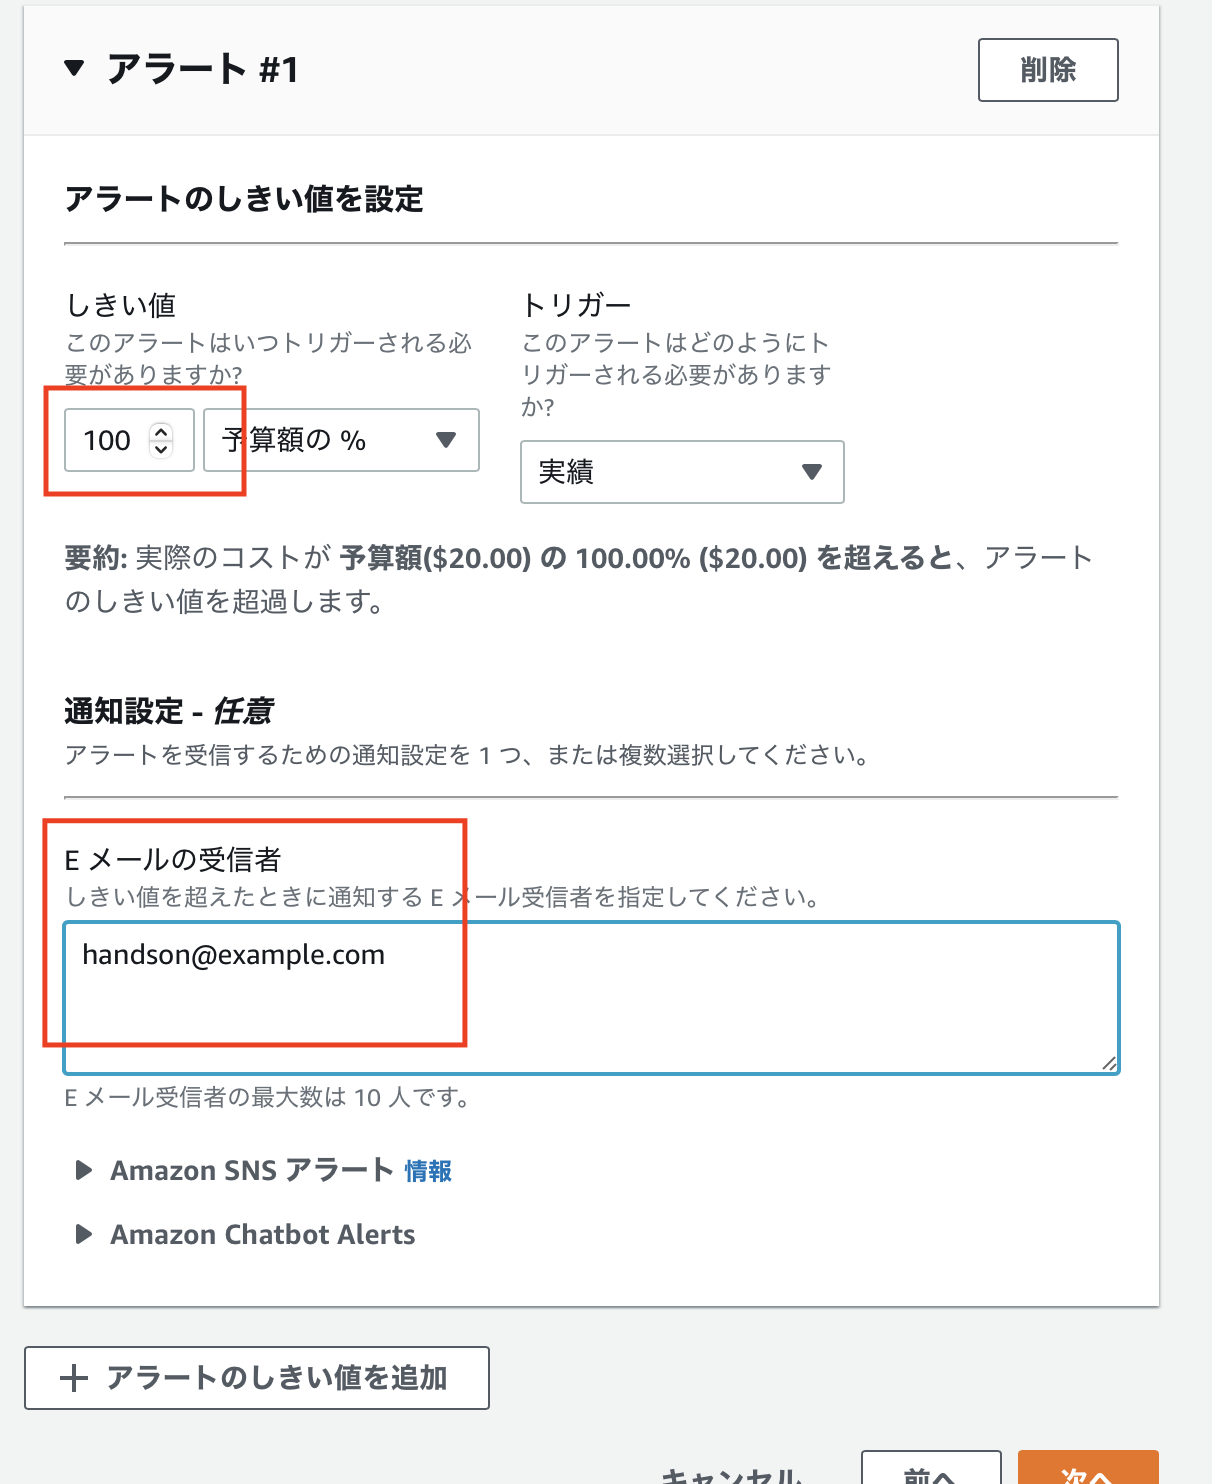 アラート #1
削除
アラートのしきい値を設定
しきい値
このアラートはいつトリガーされる必
要がありますか?
100
予算額の %
トリガー
このアラートはどのようにト
リガーされる必要があります
か?
実績
要約: 実際のコストが 予算額($20.00) の 100.00% ($20.00) を超えると、アラート
のしきい値を超過します。
通知設定 - 任意
アラートを受信するための通知設定を 1 つ、または複数選択してください。
E メールの受信者
しきい値を超えたときに通知する E メール受信者を指定してください。
handson@example.com
E メール受信者の最大数は 10 人です。
Amazon SNS アラート 情報
Amazon Chatbot Alerts
アラートのしきい値を追加
キャンセル
前へ
次へ